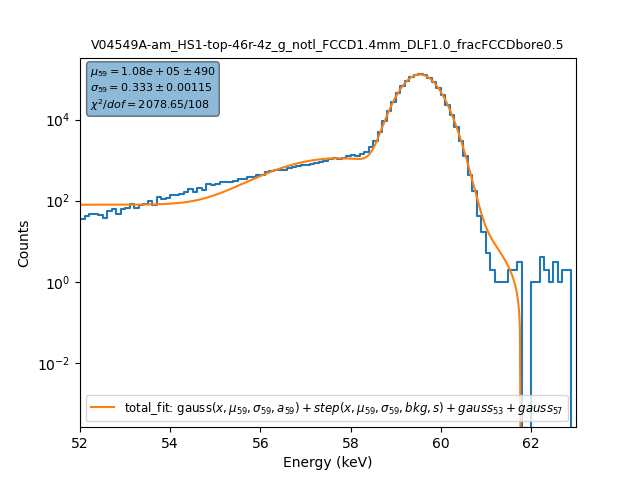 V04549A-am_HS1-top-46r-4z_g_notl_FCCD1.4mm_DLF1.0_fracFCCDbore0.5
μ₅₉ = 1.08e + 05 ± 490
σ₅₉ = 0.333 ± 0.00115
χ²/dof = 2078.65/108
10⁴
10²
10⁰
10⁻²
Counts
total_fit: gauss(x, μ₅₉, σ₅₉, a₅₉) + step(x, μ₅₉, σ₅₉, bkg, s) + gauss₅₃ + gauss₅₇
52 54 56 58 60 62
Energy (keV)